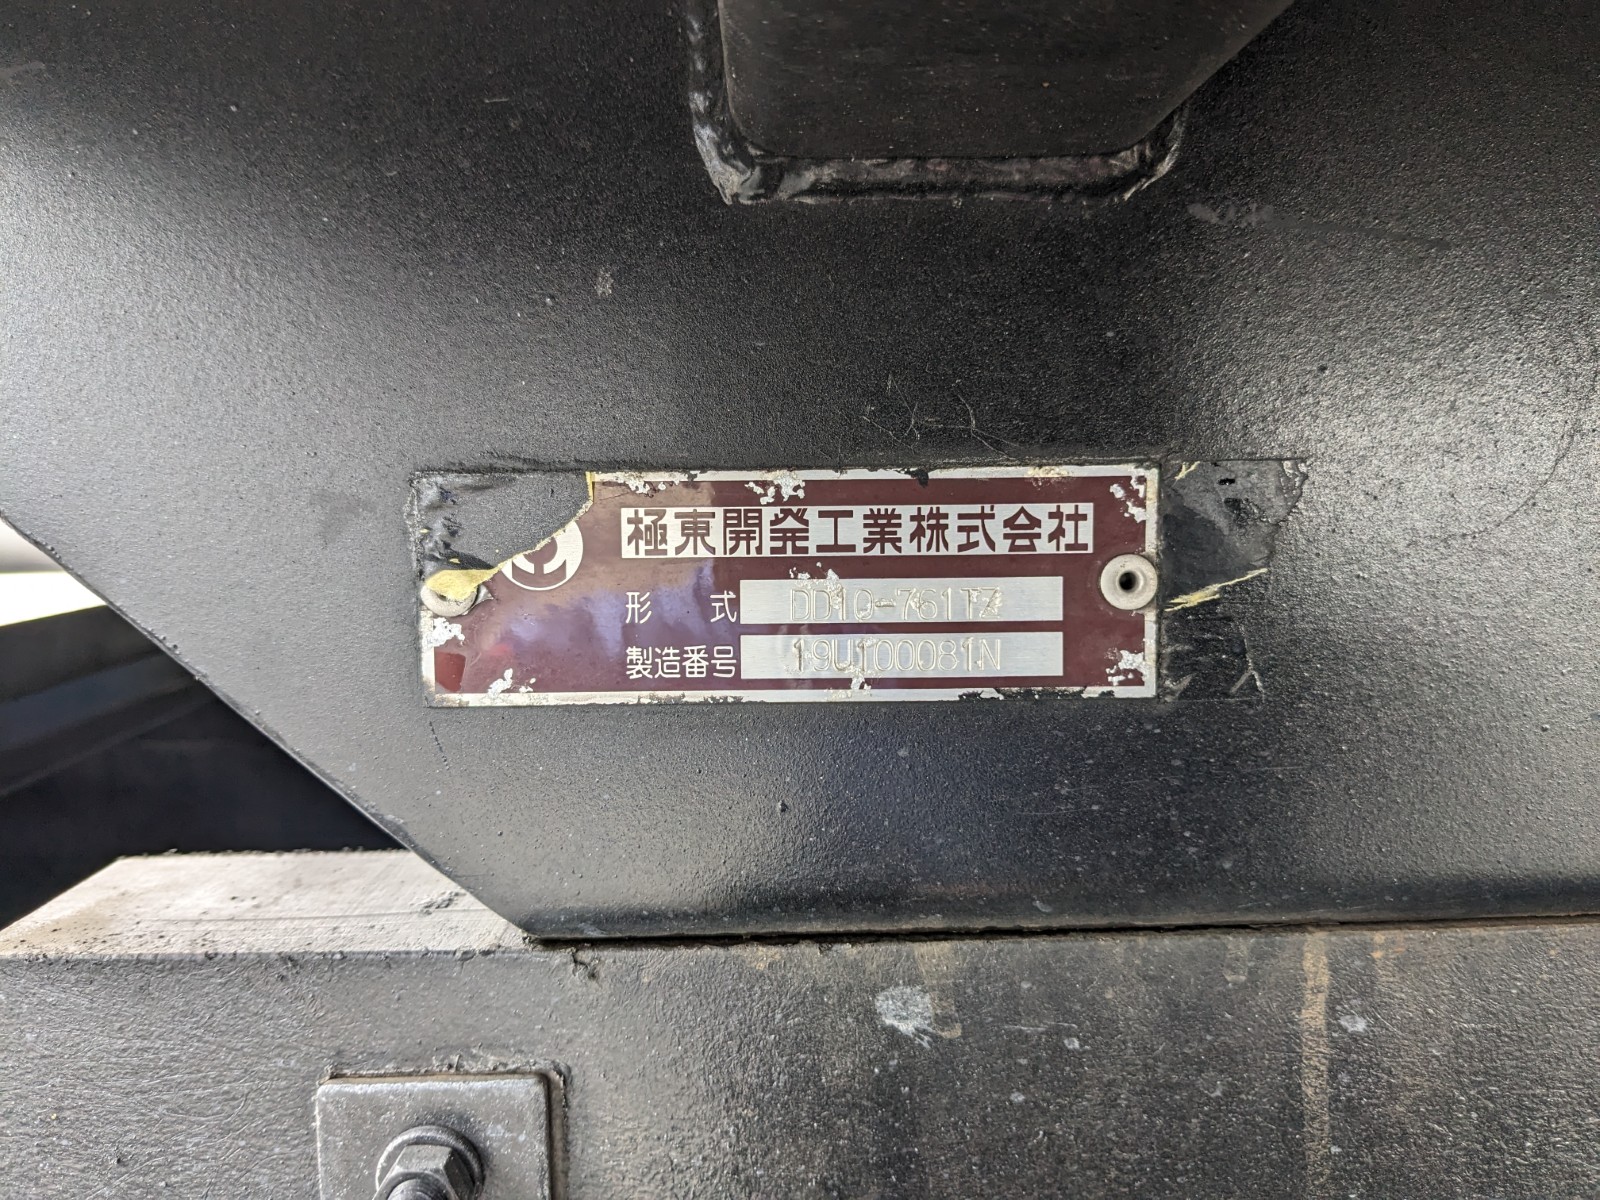 極東開発工業株式会社
形 式 DD10-761TZ
製造番号 19U100081N